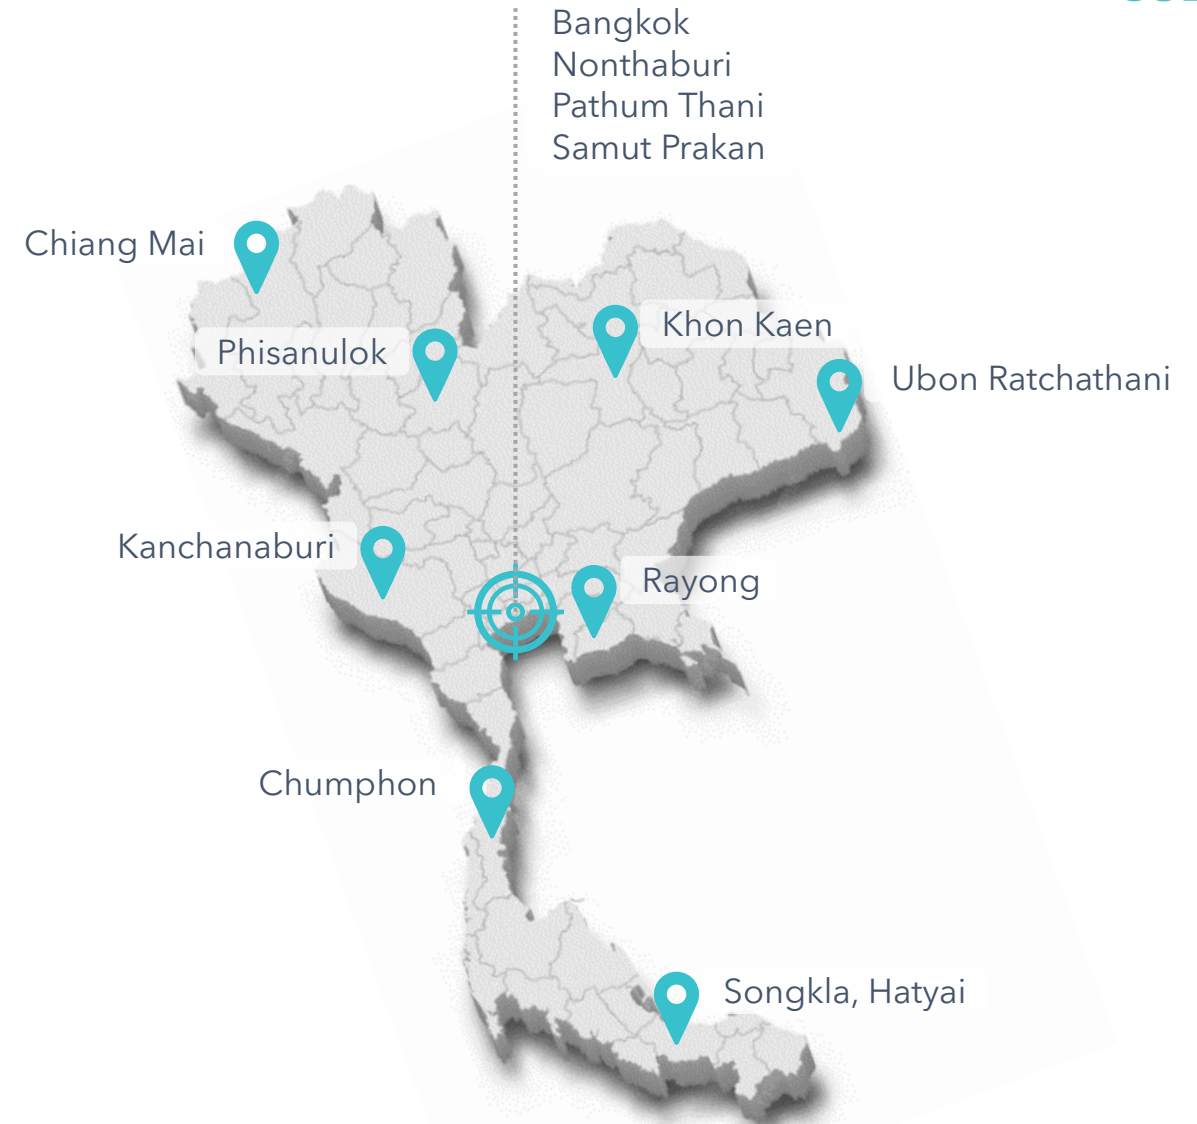 Bangkok
Nonthaburi
Pathum Thani
Samut Prakan
Chiang Mai
Khon Kaen
Phisanulok
Ubon Ratchathani
Kanchanaburi
Rayong
Chumphon
Songkla, Hatyai